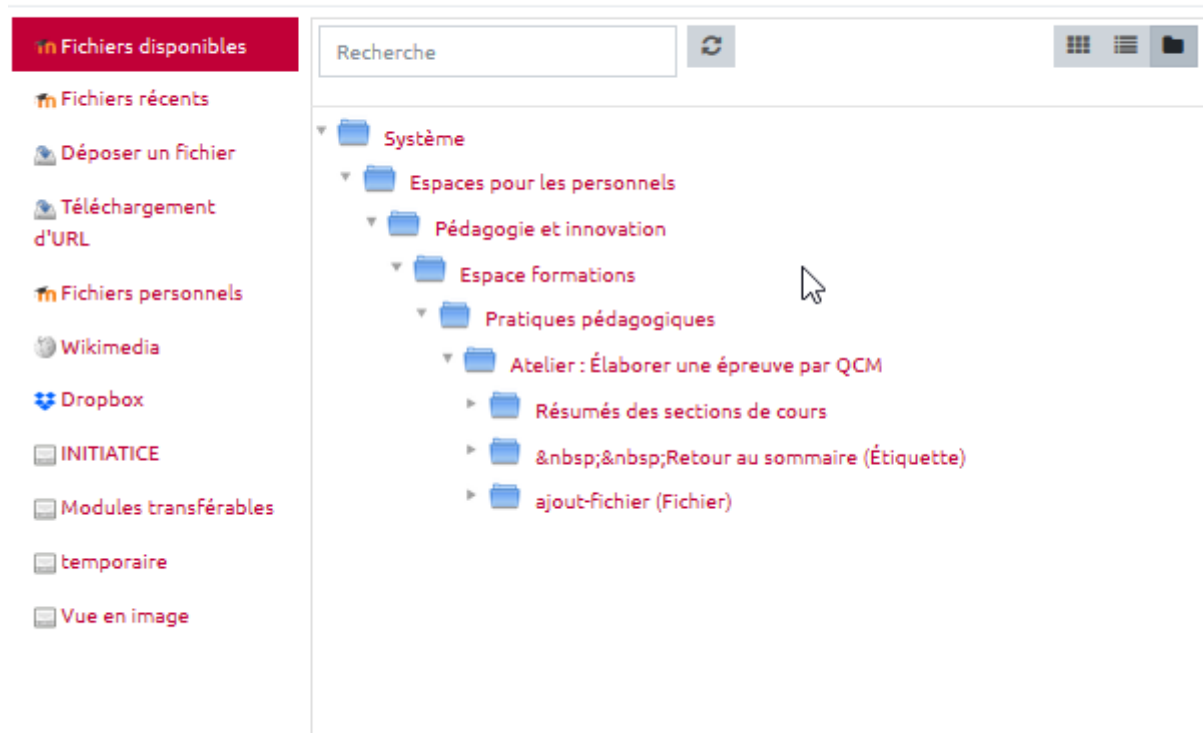 Fichiers disponibles
Fichiers récents
Déposer un fichier
Téléchargement
d'URL
Fichiers personnels
Wikimedia
Dropbox
INITIATICE
Modules transférables
temporaire
Vue en image
Recherche
Système
Espaces pour les personnels
Pédagogie et innovation
Espace formations
Pratiques pédagogiques
Atelier : Élaborer une épreuve par QCM
Résumés des sections de cours
&nbsp;&nbsp;Retour au sommaire (Étiquette)
ajout-fichier (Fichier)